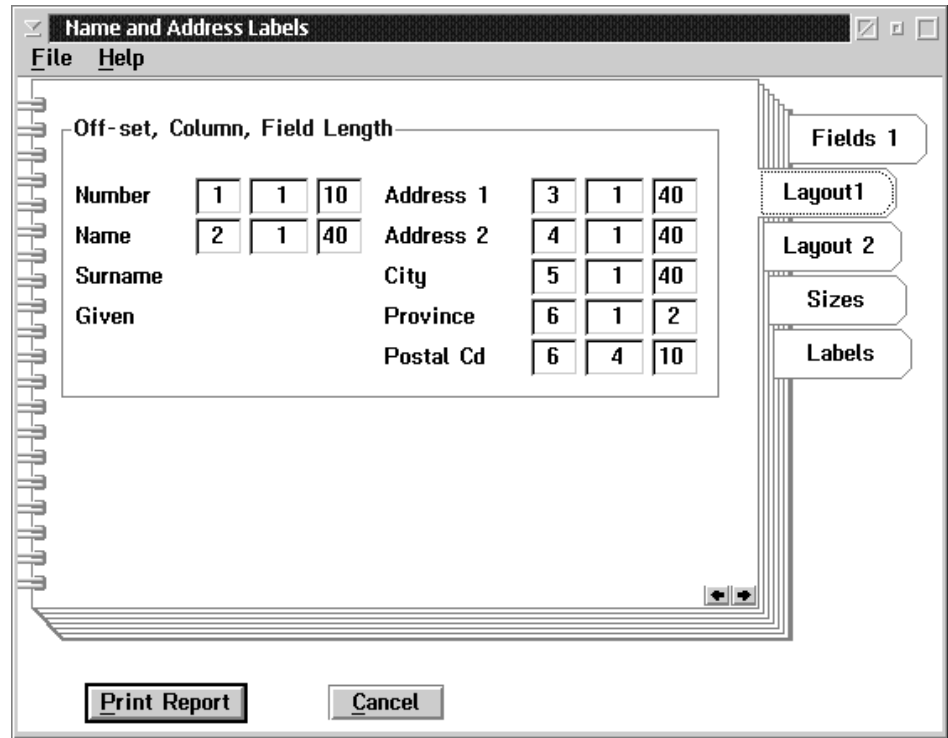 Name and Address Labels
File Help
Off-set, Column, Field Length
Number 1 1 10 Address 1 3 1 40
Name 2 1 40 Address 2 4 1 40
Surname City 5 1 40
Given Province 6 1 2
Postal Cd 6 4 10
Fields 1
Layout1
Layout 2
Sizes
Labels
Print Report Cancel